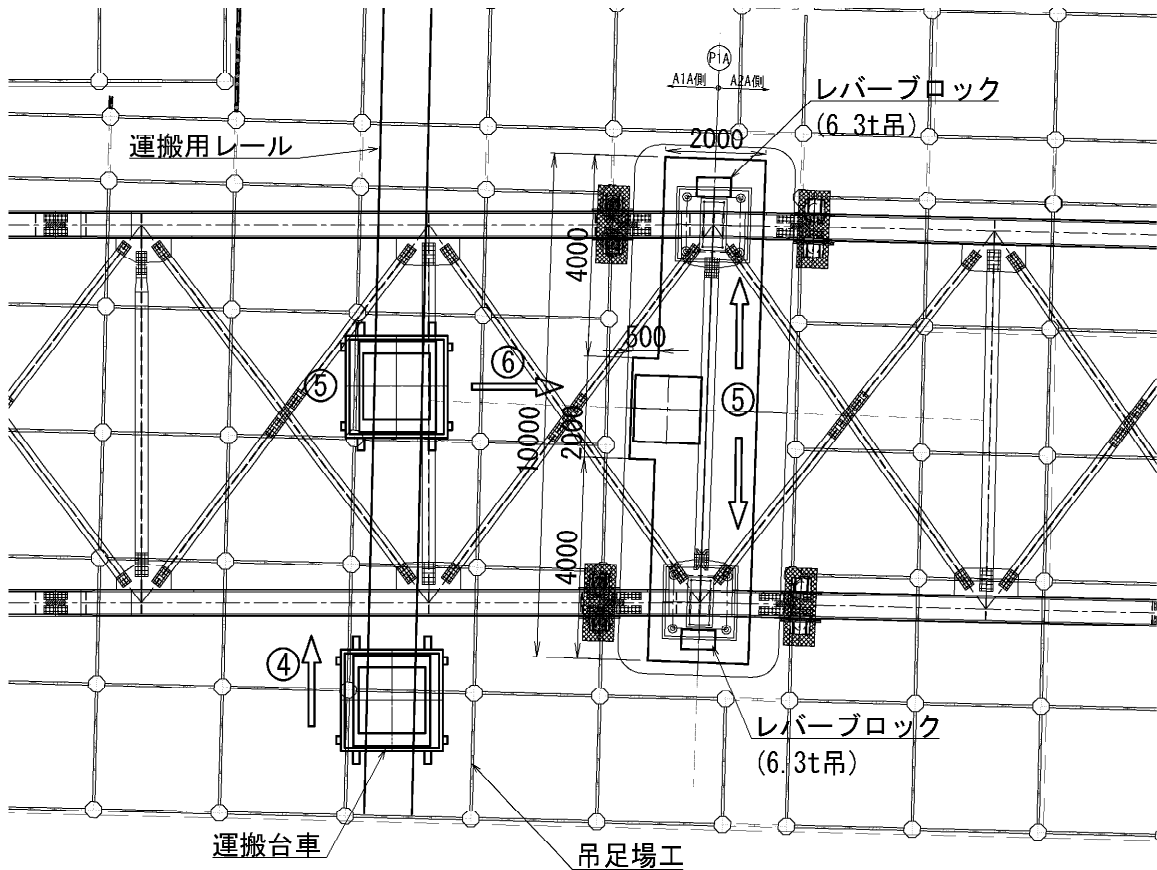 P1A
A1A側
A2A側
レバーブロック
(6.3t吊)
2000
運搬用レール
4000
500
⑥
⑤
⑤
10000
2000
4000
④
レバーブロック
(6.3t吊)
運搬台車
吊足場工